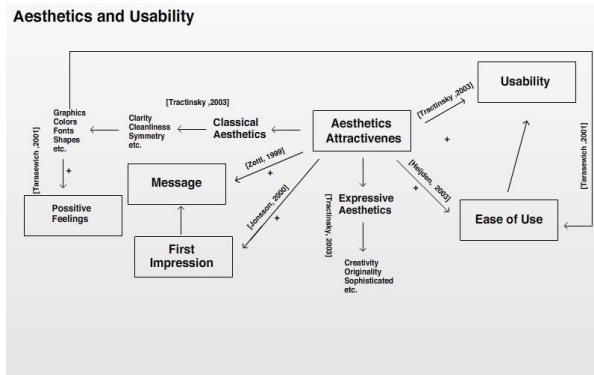 Aesthetics and Usability
[Tractinsky ,2003]
[Tractinsky ,2003]
Usability
Graphics
Colors
Fonts
Shapes
etc.
Clarity
Cleanliness
Symmetry
etc.
Classical
Aesthetics
Aesthetics
Attractivenes
+
[Tarasewich ,2001]
+
[Tarasewich ,2001]
[Zettl, 1999]
+
[Heijden, 2003]
+
Message
[Jonsson, 2000]
+
[Tractinsky, 2003]
Expressive
Aesthetics
Possitive
Feelings
Ease of Use
First
Impression
Creativity
Originality
Sophisticated
etc.